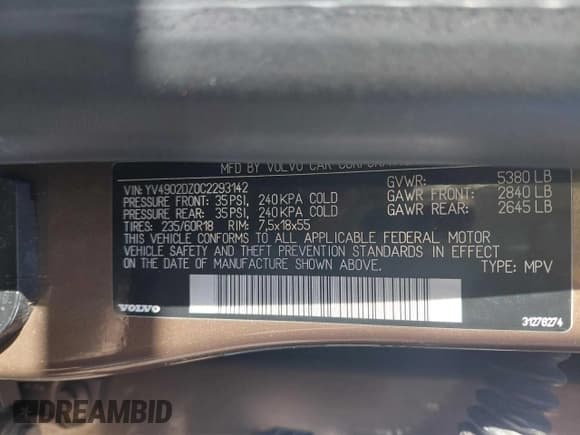 MFD BY VOLVO CAR CORPORATION
VIN: YV4902DZ0C2293142
PRESSURE FRONT: 35PSI, 240KPA COLD
PRESSURE REAR: 35PSI, 240KPA COLD
TIRES: 235/60R18 RIM: 7,5x18x55
THIS VEHICLE CONFORMS TO ALL APPLICABLE FEDERAL MOTOR
VEHICLE SAFETY AND THEFT PREVENTION STANDARDS IN EFFECT
ON THE DATE OF MANUFACTURE SHOWN ABOVE.
GVWR: 5380 LB
GAWR FRONT: 2840 LB
GAWR REAR: 2645 LB
TYPE: MPV
VOLVO
31276274
DREAMBID